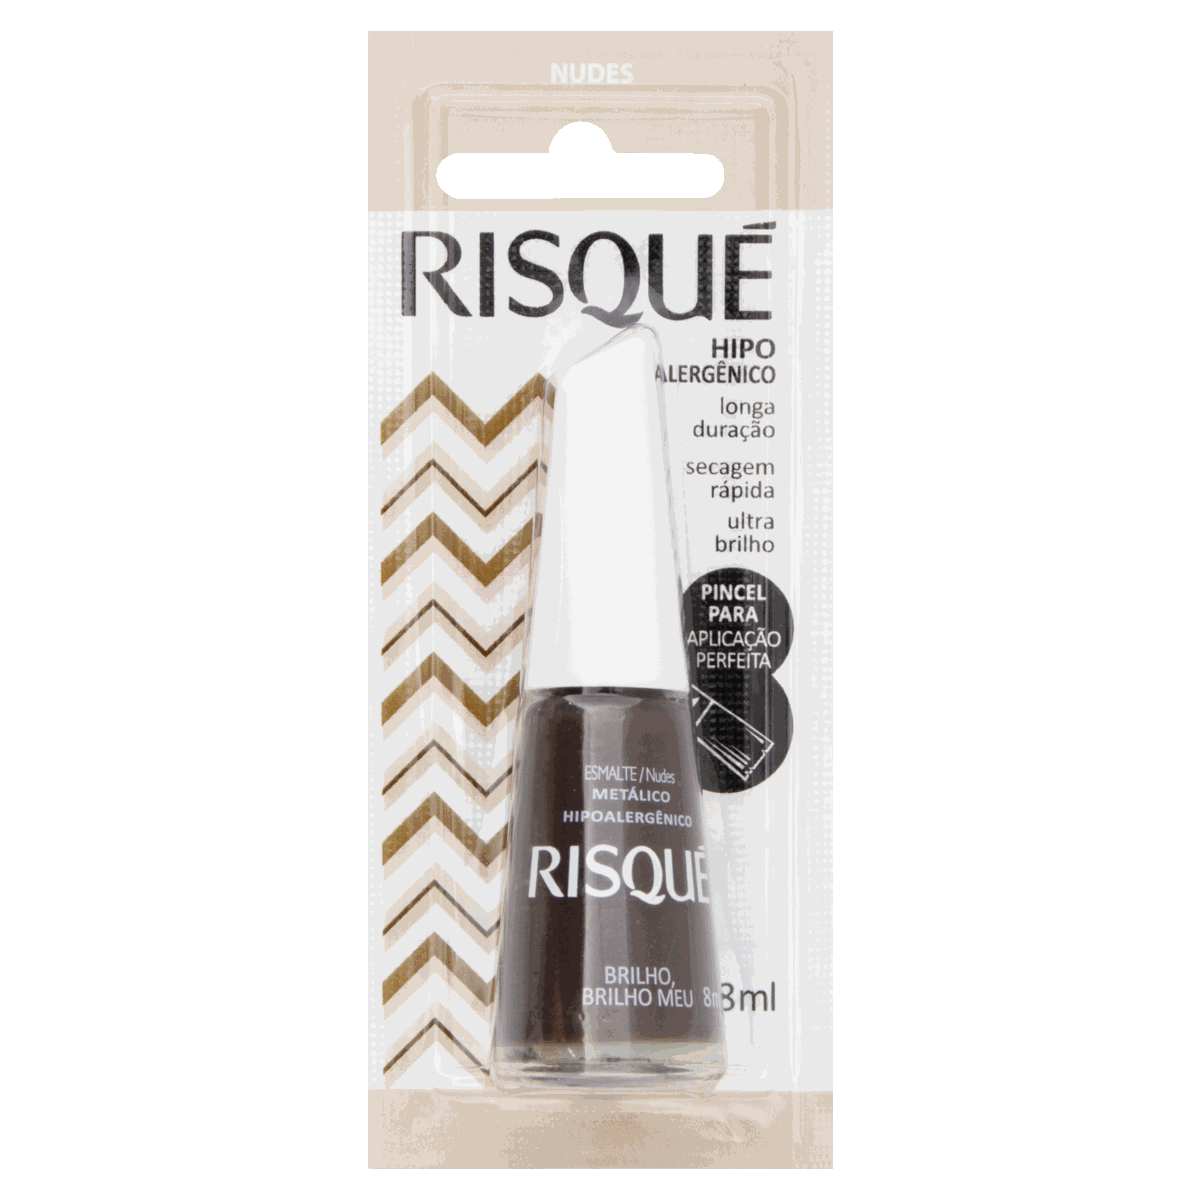 NUDES
RISQUÉ
HIPO
ALERGÊNICO
longa
duração
secagem
rápida
ultra
brilho
PINCEL
PARA
APLICAÇÃO
PERFEITA
ESMALTE / Nudes
METÁLICO
HIPOALERGÊNICO
RISQUÉ
BRILHO,
BRILHO MEU 8m
8ml